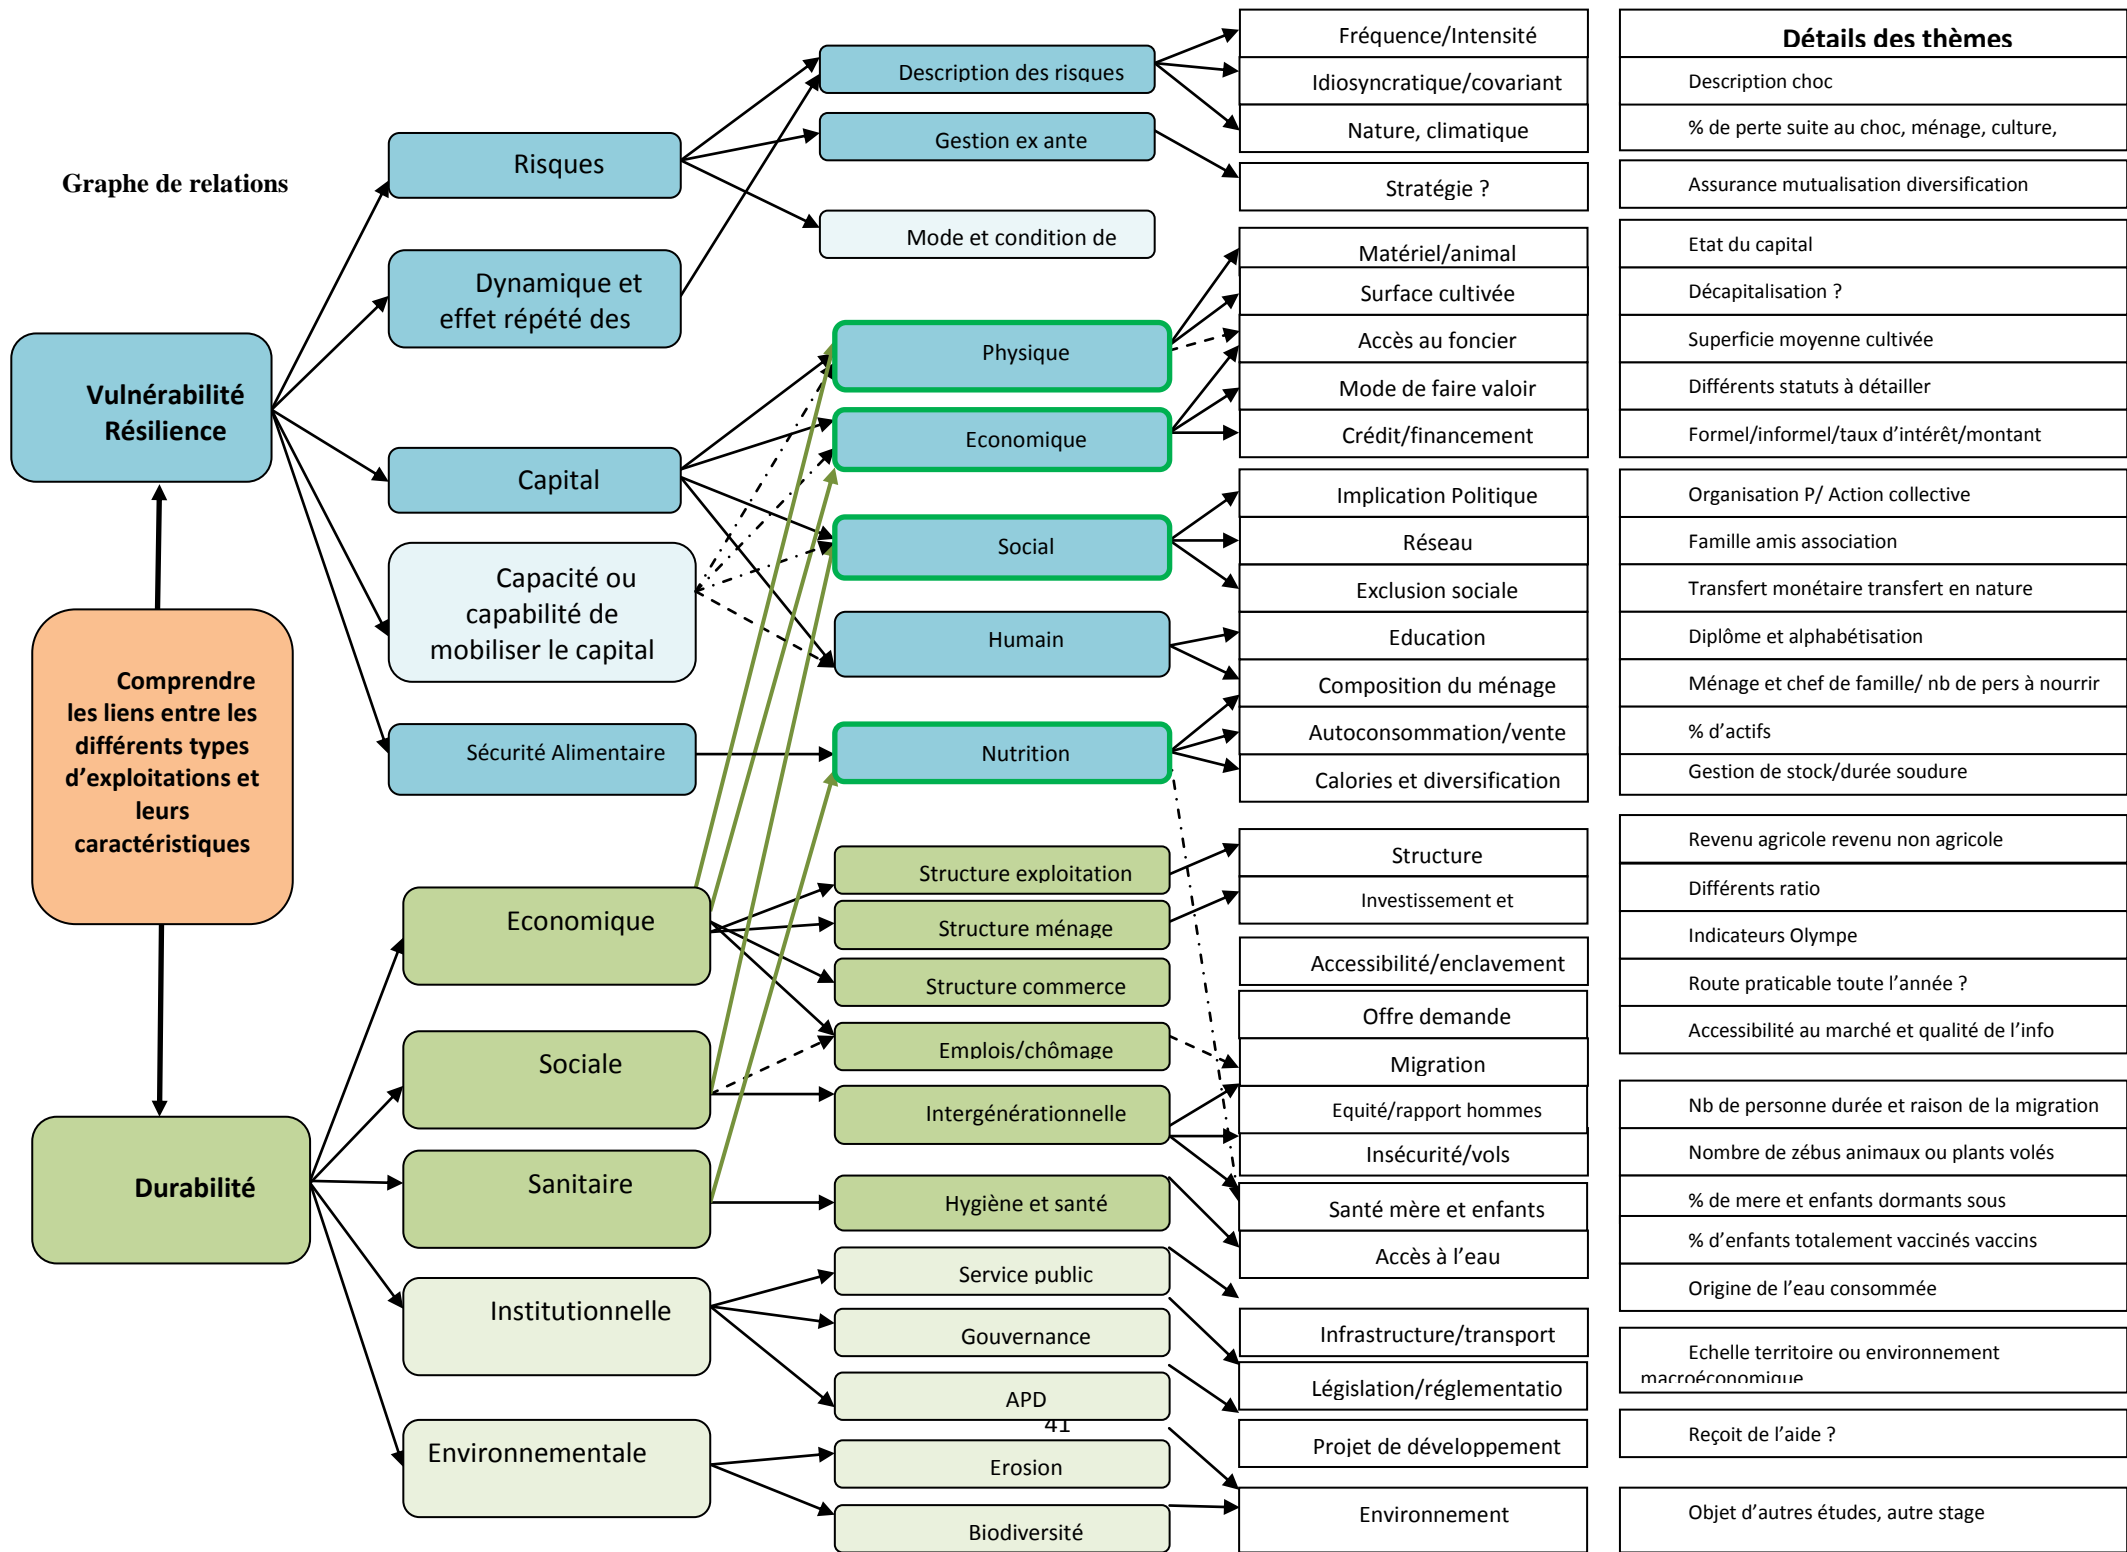 Graphe de relations
Vulnérabilité
Résilience
Comprendre
les liens entre les
différents types
d'exploitations et
leurs
caractéristiques
Durabilité
Risques
Dynamique et
effet répété des
Capital
Capacité ou
capabilité de
mobiliser le capital
Sécurité Alimentaire
Economique
Sociale
Sanitaire
Institutionnelle
Environnementale
Description des risques
Gestion ex ante
Mode et condition de
Physique
Economique
Social
Humain
Nutrition
Structure exploitation
Structure ménage
Structure commerce
Emplois/chômage
Intergénérationnelle
Hygiène et santé
Service public
Gouvernance
APD
41
Erosion
Biodiversité
Fréquence/Intensité
Idiosyncratique/covariant
Nature, climatique
Stratégie ?
Matériel/animal
Surface cultivée
Accès au foncier
Mode de faire valoir
Crédit/financement
Implication Politique
Réseau
Exclusion sociale
Education
Composition du ménage
Autoconsommation/vente
Calories et diversification
Structure
Investissement et
Accessibilité/enclavement
Offre demande
Migration
Equité/rapport hommes
Insécurité/vols
Santé mère et enfants
Accès à l'eau
Infrastructure/transport
Législation/réglementatio
Projet de développement
Environnement
Détails des thèmes
Description choc
% de perte suite au choc, ménage, culture,
Assurance mutualisation diversification
Etat du capital
Décapitalisation ?
Superficie moyenne cultivée
Différents statuts à détailler
Formel/informel/taux d'intérêt/montant
Organisation P/ Action collective
Famille amis association
Transfert monétaire transfert en nature
Diplôme et alphabétisation
Ménage et chef de famille/ nb de pers à nourrir
% d'actifs
Gestion de stock/durée soudure
Revenu agricole revenu non agricole
Différents ratio
Indicateurs Olympe
Route praticable toute l'année ?
Accessibilité au marché et qualité de l'info
Nb de personne durée et raison de la migration
Nombre de zébus animaux ou plants volés
% de mere et enfants dormants sous
% d'enfants totalement vaccinés vaccins
Origine de l'eau consommée
Echelle territoire ou environnement
macroéconomique
Reçoit de l'aide ?
Objet d'autres études, autre stage